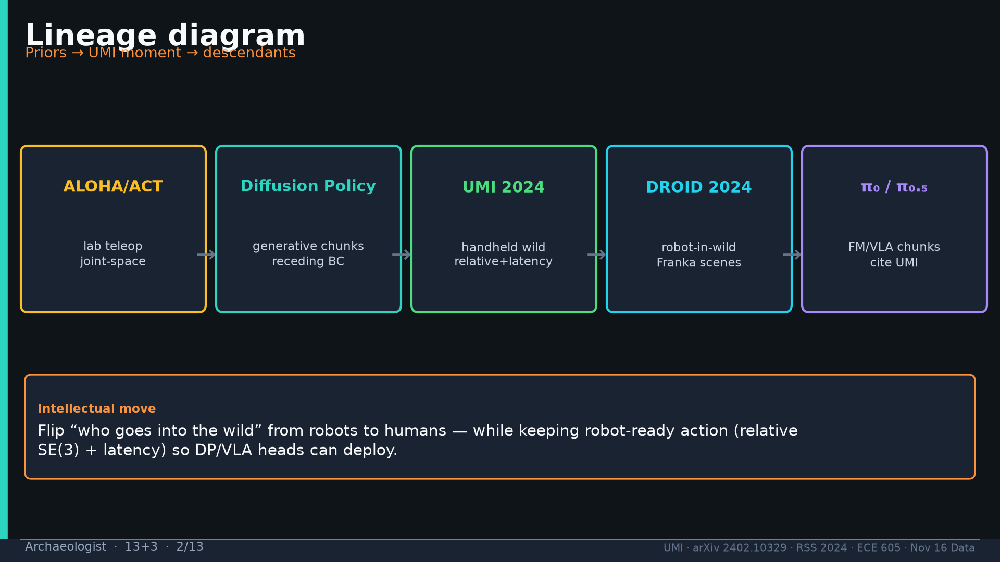 Lineage diagram
Priors → UMI moment → descendants
ALOHA/ACT
lab teleop
joint-space
→
Diffusion Policy
generative chunks
receding BC
→
UMI 2024
handheld wild
relative+latency
→
DROID 2024
robot-in-wild
Franka scenes
→
π₀ / π₀.₅
FM/VLA chunks
cite UMI
Intellectual move
Flip “who goes into the wild” from robots to humans — while keeping robot-ready action (relative
SE(3) + latency) so DP/VLA heads can deploy.
Archaeologist · 13+3 · 2/13
UMI · arXiv 2402.10329 · RSS 2024 · ECE 605 · Nov 16 Data